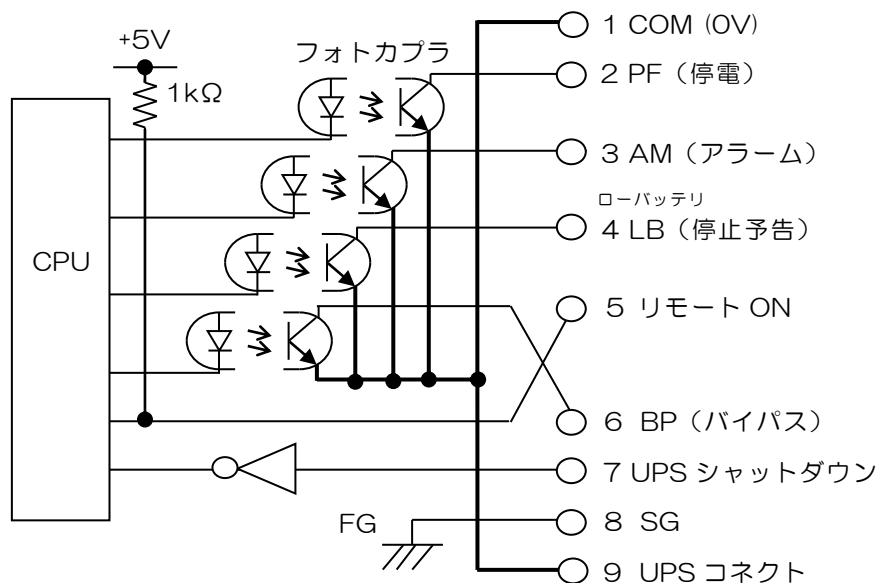 +5V
フォトカプラ
1kΩ
CPU
FG
1 COM (0V)
2 PF（停電）
3 AM（アラーム）
ローバッテリ
4 LB（停止予告）
5 リモート ON
6 BP（バイパス）
7 UPS シャットダウン
8 SG
9 UPS コネクト